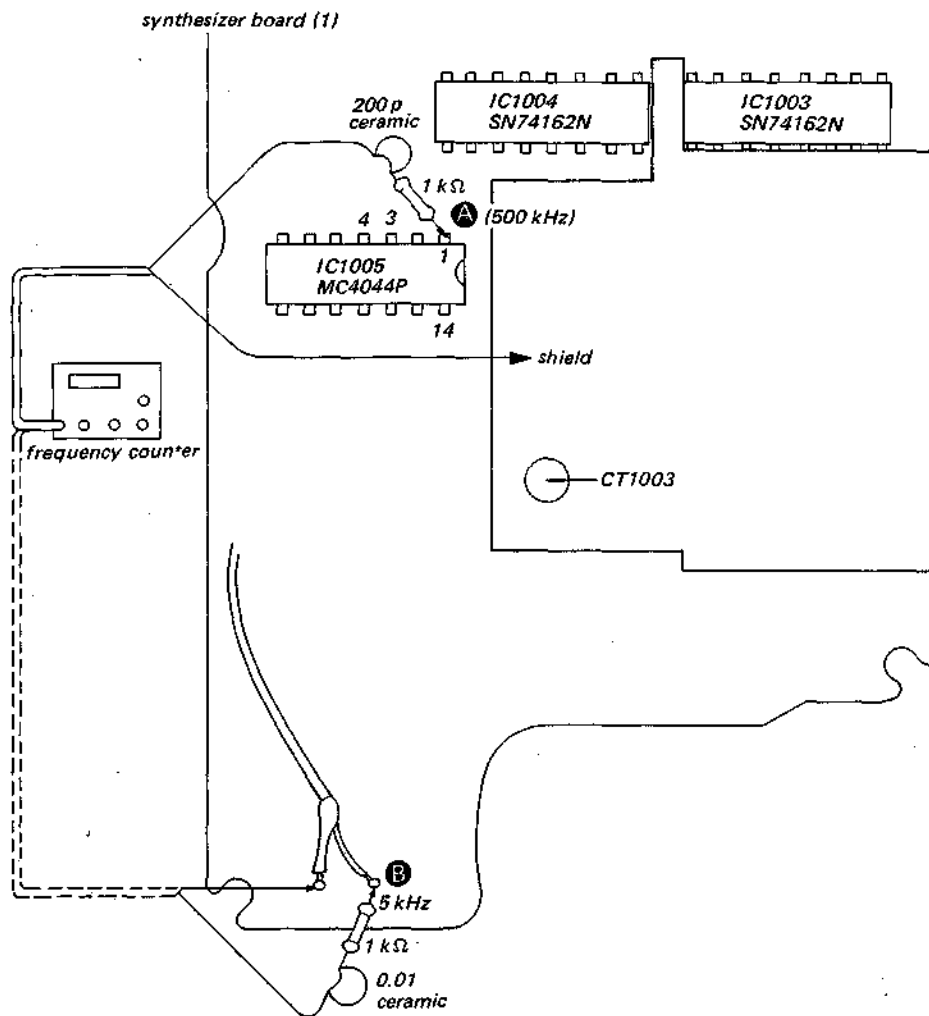 synthesizer board (1)
200 p
ceramic
IC1004
SN74162N
IC1003
SN74162N
1 kΩ
A (500 kHz)
4 3
1
IC1005
MC4044P
14
shield
frequency counter
CT1003
B
5 kHz
1 kΩ
0.01
ceramic